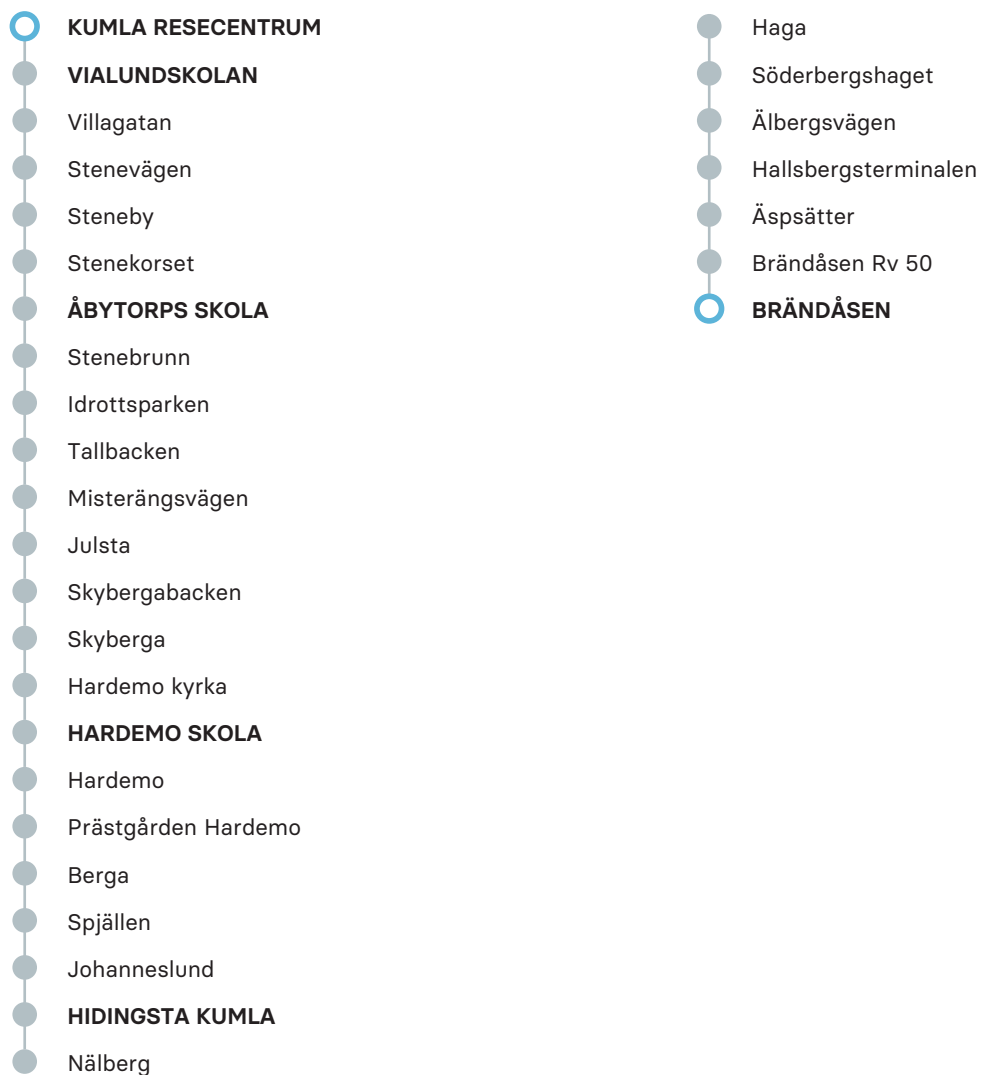 KUMLA RESECENTRUM
VIALUNDSKOLAN
Villagatan
Stenevägen
Steneby
Stenekorset
ÅBYTORPS SKOLA
Stenebrunn
Idrottsparken
Tallbacken
Misterängsvägen
Julsta
Skybergabacken
Skyberga
Hardemo kyrka
HARDEMO SKOLA
Hardemo
Prästgården Hardemo
Berga
Spjällen
Johanneslund
HIDINGSTA KUMLA
Nälberg
Haga
Söderbergshaget
Älbergsvägen
Hallsbergsterminalen
Äspsätter
Brändåsen Rv 50
BRÄNDÅSEN